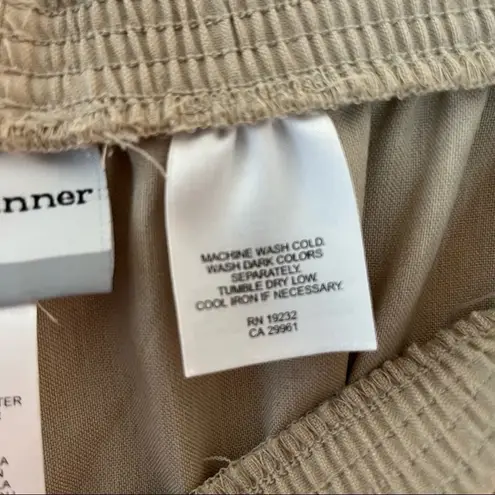 nner
MACHINE WASH COLD.
WASH DARK COLORS
SEPARATELY.
TUMBLE DRY LOW.
COOL IRON IF NECESSARY.
RN 19232
CA 29961
TER
A
N
A